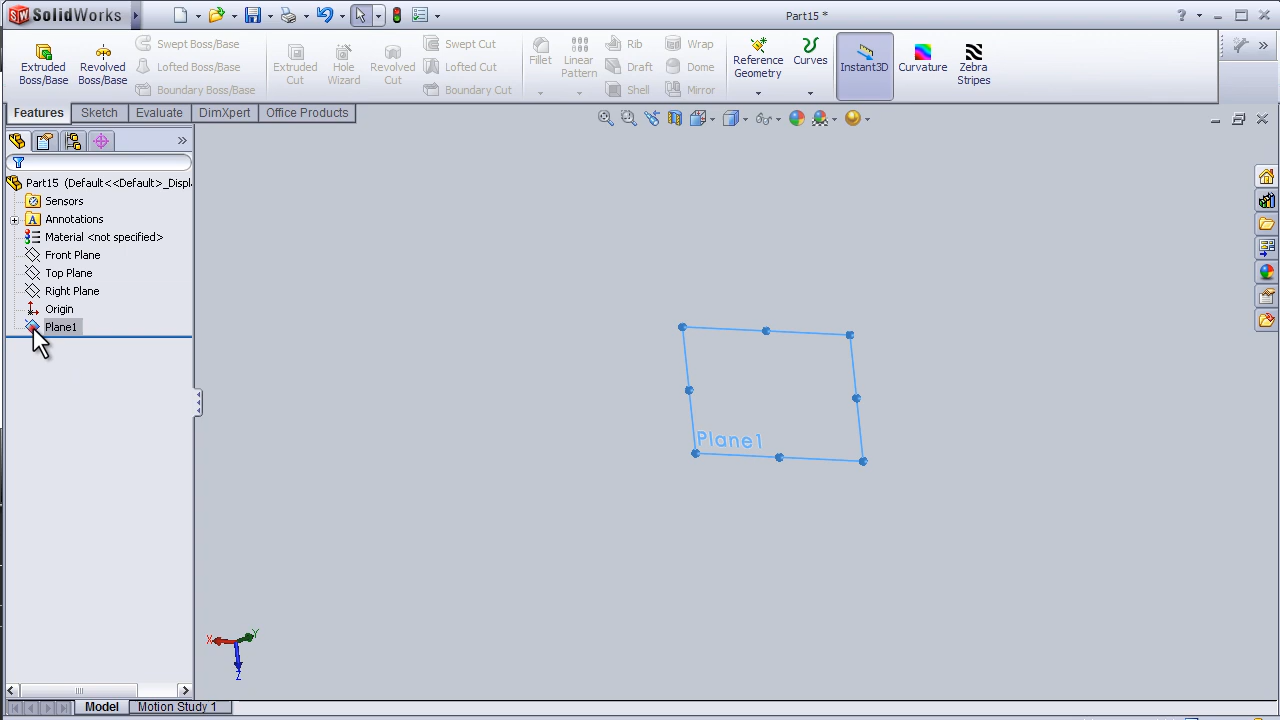 SolidWorks
Part15 *
Extruded Boss/Base
Revolved Boss/Base
Swept Boss/Base
Lofted Boss/Base
Boundary Boss/Base
Extruded Cut
Hole Wizard
Revolved Cut
Swept Cut
Lofted Cut
Boundary Cut
Fillet
Linear Pattern
Rib
Draft
Shell
Wrap
Dome
Mirror
Reference Geometry
Curves
Instant3D
Curvature
Zebra Stripes
Features Sketch Evaluate DimXpert Office Products
Part15 (Default<<Default>_Displ
Sensors
Annotations
Material <not specified>
Front Plane
Top Plane
Right Plane
Origin
Plane1
Plane1
X
Y
Z
Model Motion Study 1